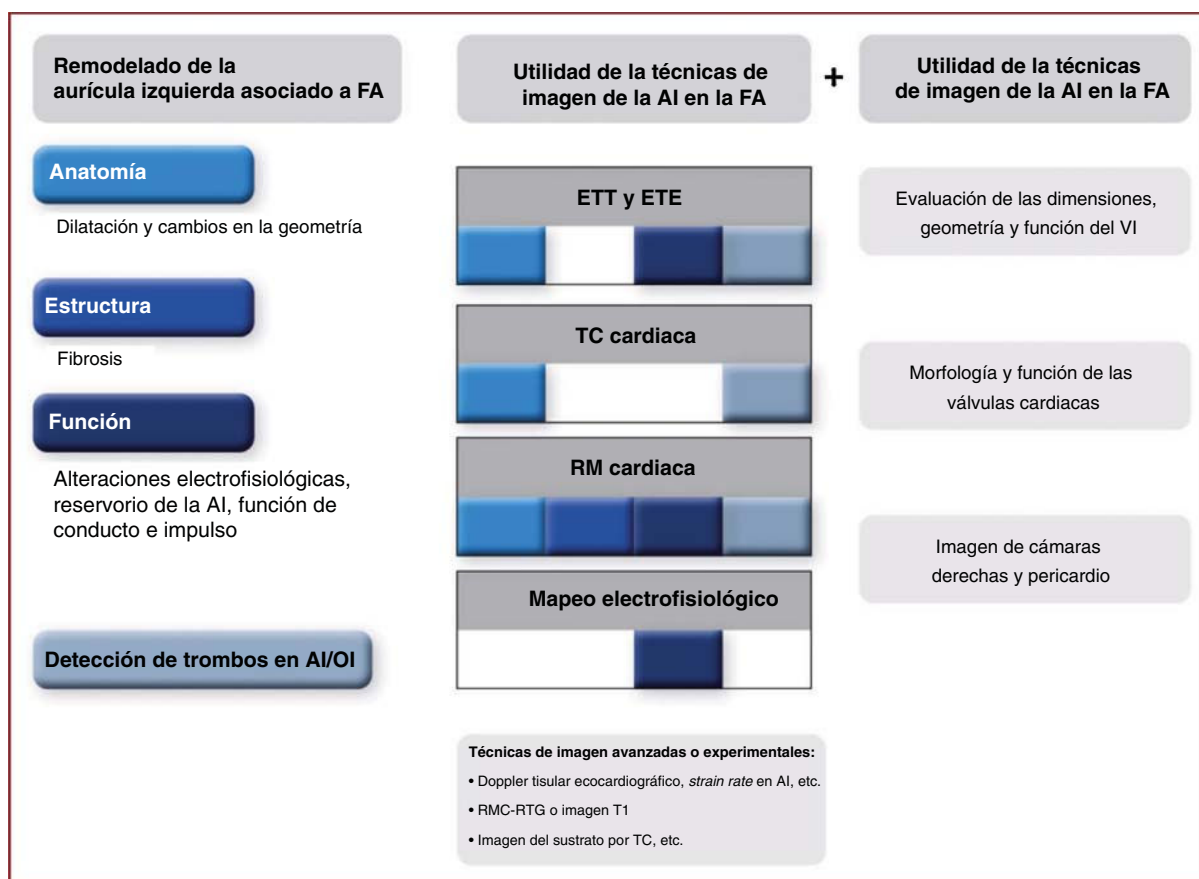 Remodelado de la
aurícula izquierda asociado a FA
Anatomía
Dilatación y cambios en la geometría
Estructura
Fibrosis
Función
Alteraciones electrofisiológicas,
reservorio de la AI, función de
conducto e impulso
Detección de trombos en AI/OI
Utilidad de la técnicas de
imagen de la AI en la FA
ETT y ETE
TC cardiaca
RM cardiaca
Mapeo electrofisiológico
Técnicas de imagen avanzadas o experimentales:
• Doppler tisular ecocardiográfico, strain rate en AI, etc.
• RMC-RTG o imagen T1
• Imagen del sustrato por TC, etc.
+
Utilidad de la técnicas
de imagen de la AI en la FA
Evaluación de las dimensiones,
geometría y función del VI
Morfología y función de las
válvulas cardiacas
Imagen de cámaras
derechas y pericardio